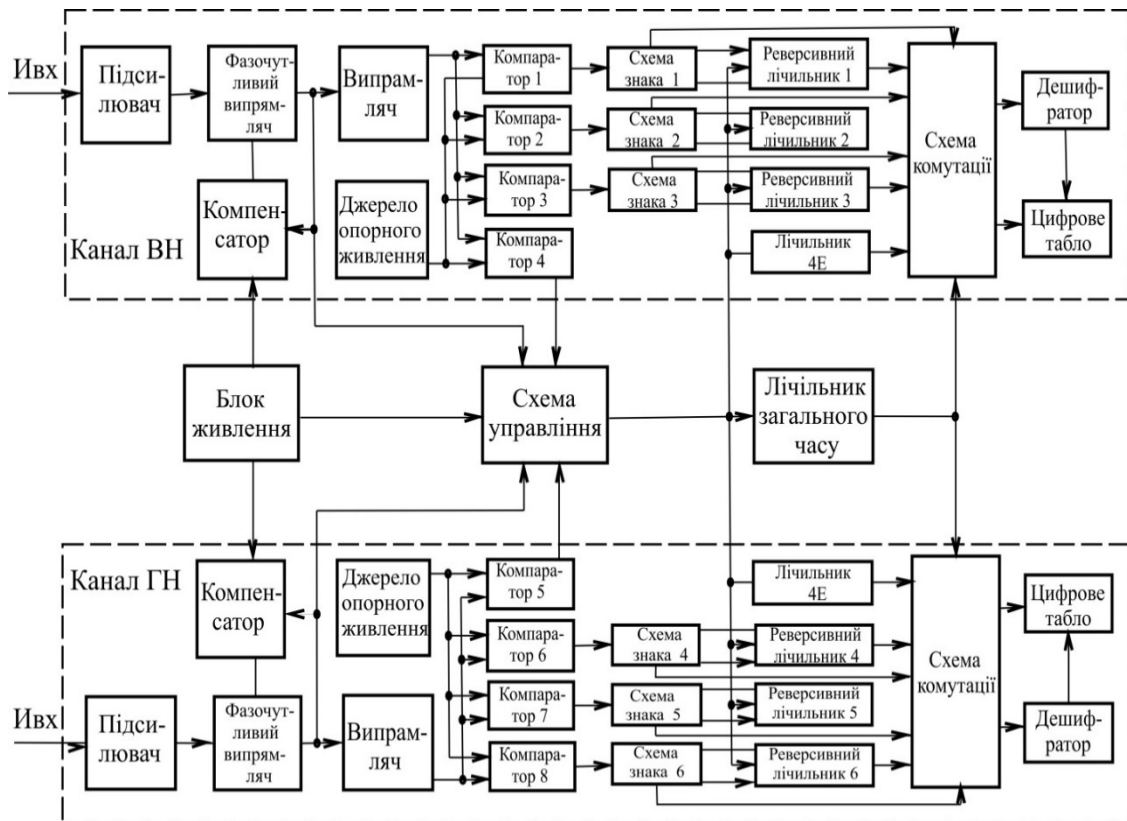 Ивх
Підси-
лювач
Фазочут-
ливий
випрям-
ляч
Випрам-
ляч
Компара-
тор 1
Схема
знака 1
Реверсивний
лічильник 1
Компара-
тор 2
Схема
знака 2
Реверсивний
лічильник 2
Компара-
тор 3
Схема
знака 3
Реверсивний
лічильник 3
Схема
комутації
Дешиф-
ратор
Цифрове
табло
Канал ВН
Компен-
сатор
Джерело
опорного
живлення
Компара-
тор 4
Лічильник
4Е
Блок
живлення
Схема
управління
Лічільник
загального
часу
Канал ГН
Компен-
сатор
Джерело
опорного
живлення
Компара-
тор 5
Лічильник
4Е
Компара-
тор 6
Схема
знака 4
Реверсивний
лічильник 4
Схема
комутації
Цифрове
табло
Ивх
Підси-
лювач
Фазочут-
ливий
випрям-
ляч
Випрам-
ляч
Компара-
тор 7
Схема
знака 5
Реверсивний
лічильник 5
Дешиф-
ратор
Компара-
тор 8
Схема
знака 6
Реверсивний
лічильник 6